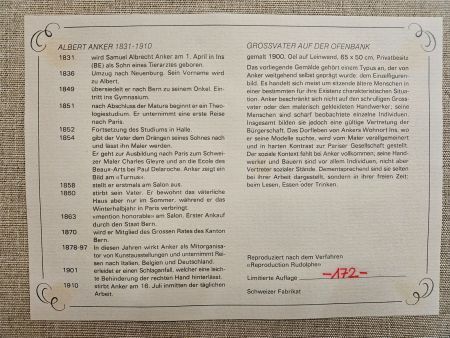 ALBERT ANKER 1831-1910
1831 wird Samuel Albrecht Anker am 1. April in Ins
(BE) als Sohn eines Tierarztes geboren.
1836 Umzug nach Neuenburg. Sein Vorname wird
zu Albert.
1849 übersiedelt er nach Bern zu seinem Onkel. Ein-
tritt ins Gymnasium.
1851 nach Abschluss der Mature beginnt er ein Theo-
logiestudium. Er unternimmt eine erste Reise
nach Paris.
1852 Fortsetzung des Studiums in Halle.
1854 gibt der Vater dem Drängen seines Sohnes nach
und lässt ihn Maler werden.
Er geht zur Ausbildung nach Paris zum Schwei-
zer Maler Charles Gleyre und an die Ecole des
Beaux-Arts bei Paul Delaroche. Anker zeigt ein
Bild am «Turnus».
1858 stellt er erstmals am Salon aus.
1860 stirbt sein Vater. Er bewohnt das väterliche
Haus aber nur im Sommer, während er das
Winterhalbjahr in Paris verbringt.
1863 «mention honorable» am Salon. Erster Ankauf
durch den Staat Bern.
1870 wird er Mitglied des Grossen Rates des Kanton
Bern.
1878-97 In diesen Jahren wirkt Anker als Mitorganisa-
tor von Kunstausstellungen und unternimmt Rei-
sen nach Italien, Belgien und Deutschland.
1901 erleidet er einen Schlaganfall, welcher eine leich-
te Behinderung der rechten Hand hinterlässt.
1910 stirbt Anker am 16. Juli inmitten der täglichen
Arbeit.
GROSSVATER AUF DER OFENBANK
gemalt 1900, Oel auf Leinward, 65 x 50 cm, Privatbesitz
Das vorliegende Gemälde gehört einem Typus an, der von
Anker weitgehend selbst geprägt wurde: dem Einzelfiguren-
bild. Es handelt sich meist um sitzende ältere Menschen in
einer bestimmten für ihre Existenz charakteristischen Situa-
tion. Anker beschränkt sich nicht auf den schrulligen Gross-
vater oder den malerisch gekleideten Handwerker; seine
Menschen sind scharf beobachtete einzelne Individuen.
Insgesamt bilden sie jedoch eine gültige Vertretung der
Bürgerschaft. Das Dorfleben von Ankers Wohnort Ins, wo
er seine Modelle suchte, wird vom Maler verallgemeinert
und in harten Kontrast zur Pariser Gesellschaft gestellt.
Der soziale Kontext fehlt bei Anker vollkommen, seine Hand-
werker und Bauern sind vor allem Individuen, nicht aber
Vertreter sozialer Stände. Dementsprechend sind sie selten
bei ihrer Arbeit dargestellt, sondern in ihrer freien Zeit;
beim Lesen, Essen oder Trinken.
Reproduziert nach dem Verfahren
«Reproduction Rudolphe»
Limitierte Auflage -172-
Schweizer Fabrikat